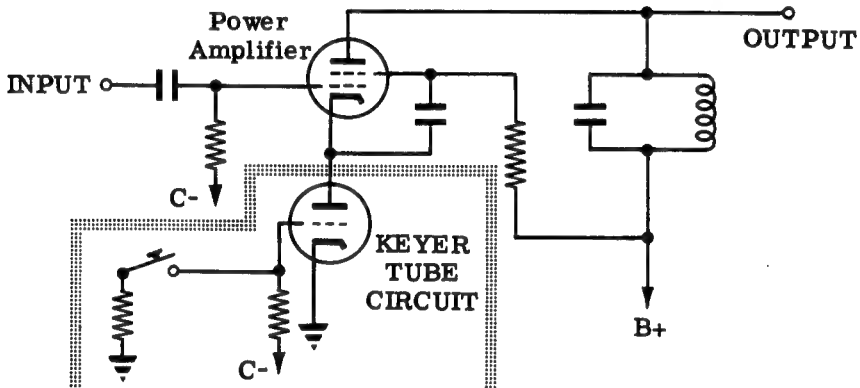 Power
Amplifier
OUTPUT
INPUT
C-
KEYER
TUBE
CIRCUIT
B+
C-